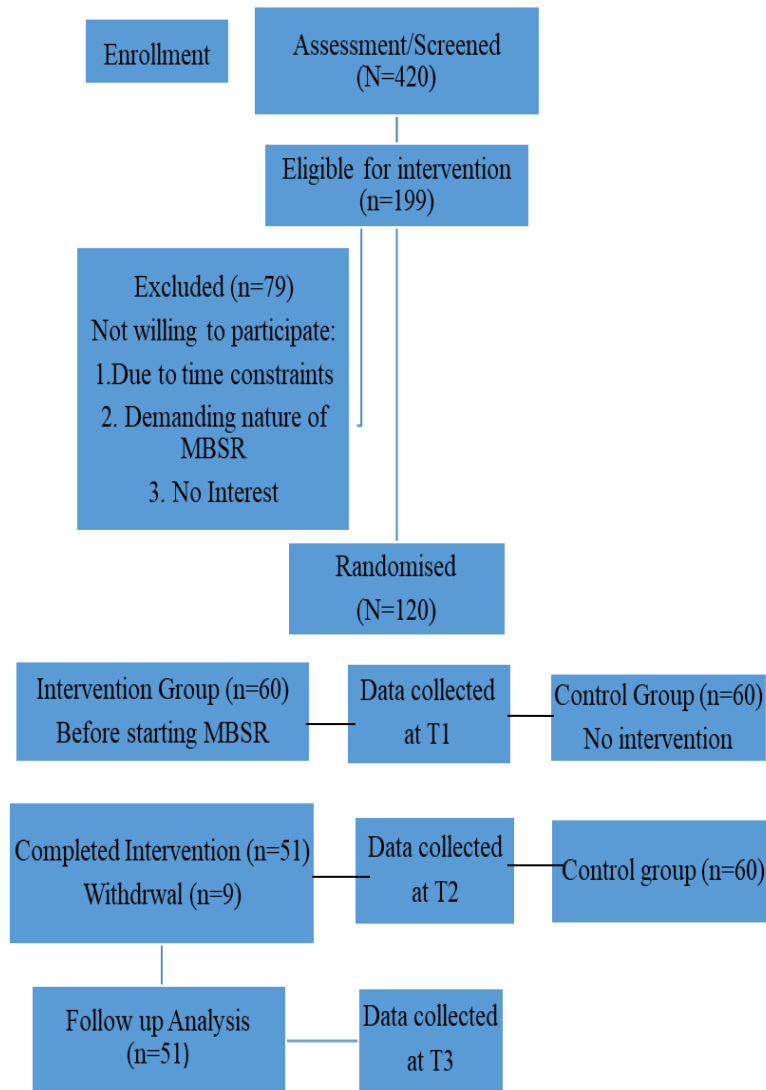 Enrollment
Assessment/Screened
(N=420)
Eligible for intervention
(n=199)
Excluded (n=79)
Not willing to participate:
1.Due to time constraints
2. Demanding nature of
MBSR
3. No Interest
Randomised
(N=120)
Intervention Group (n=60)
Before starting MBSR
Data collected
at T1
Control Group (n=60)
No intervention
Completed Intervention (n=51)
Withdrwal (n=9)
Data collected
at T2
Control group (n=60)
Follow up Analysis
(n=51)
Data collected
at T3